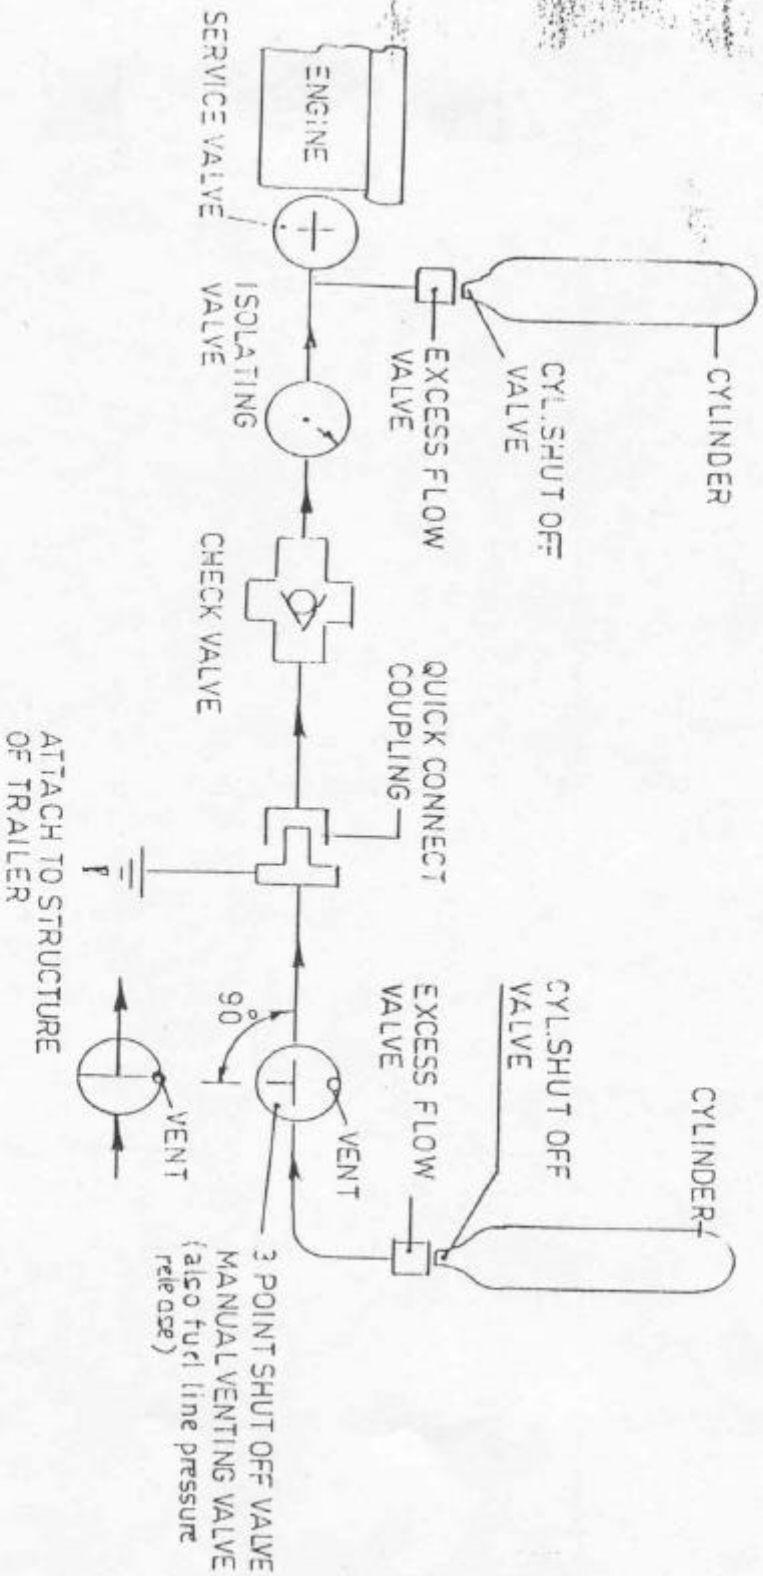 ENGINE
SERVICE VALVE
ISOLATING
VALVE
EXCESS FLOW
VALVE
CYL.SHUT OFF
VALVE
CYLINDER
CHECK VALVE
QUICK CONNECT
COUPLING
ATTACH TO STRUCTURE
OF TRAILER
90°
VENT
EXCESS FLOW
VALVE
CYL.SHUT OFF
VALVE
CYLINDER
VENT
3 POINT SHUT OFF VALVE
MANUAL VENTING VALVE
(also fuel line pressure
release)